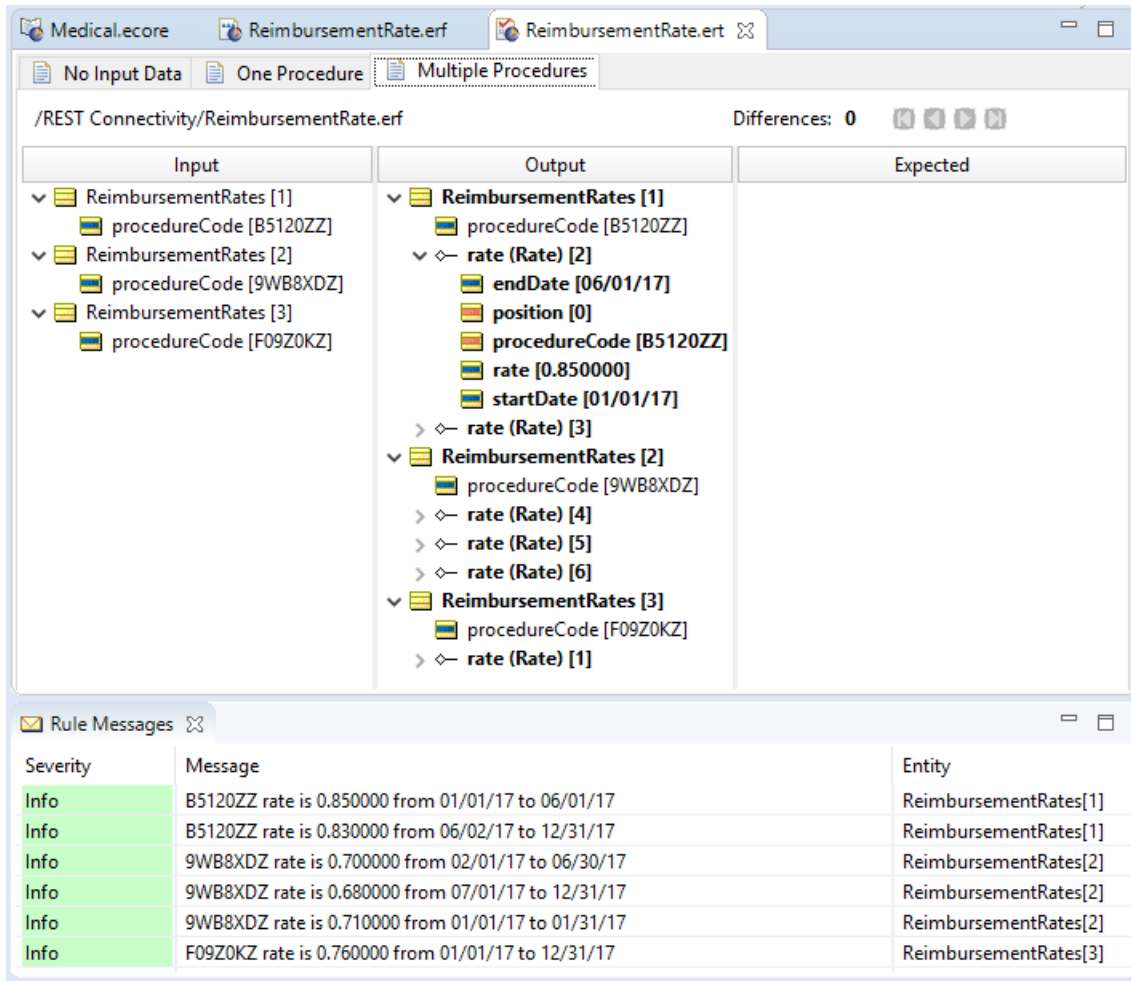 Medical.ecore ReimbursementRate.erf ReimbursementRate.ert
No Input Data One Procedure Multiple Procedures
/REST Connectivity/ReimbursementRate.erf Differences: 0
Input Output Expected
ReimbursementRates [1] ReimbursementRates [1]
procedureCode [B5120ZZ] procedureCode [B5120ZZ]
ReimbursementRates [2] rate (Rate) [2]
procedureCode [9WB8XDZ] endDate [06/01/17]
ReimbursementRates [3] position [0]
procedureCode [F09Z0KZ] procedureCode [B5120ZZ]
rate [0.850000]
startDate [01/01/17]
rate (Rate) [3]
ReimbursementRates [2]
procedureCode [9WB8XDZ]
rate (Rate) [4]
rate (Rate) [5]
rate (Rate) [6]
ReimbursementRates [3]
procedureCode [F09Z0KZ]
rate (Rate) [1]
Rule Messages
Severity Message Entity
Info B5120ZZ rate is 0.850000 from 01/01/17 to 06/01/17 ReimbursementRates[1]
Info B5120ZZ rate is 0.830000 from 06/02/17 to 12/31/17 ReimbursementRates[1]
Info 9WB8XDZ rate is 0.700000 from 02/01/17 to 06/30/17 ReimbursementRates[2]
Info 9WB8XDZ rate is 0.680000 from 07/01/17 to 12/31/17 ReimbursementRates[2]
Info 9WB8XDZ rate is 0.710000 from 01/01/17 to 01/31/17 ReimbursementRates[2]
Info F09Z0KZ rate is 0.760000 from 01/01/17 to 12/31/17 ReimbursementRates[3]